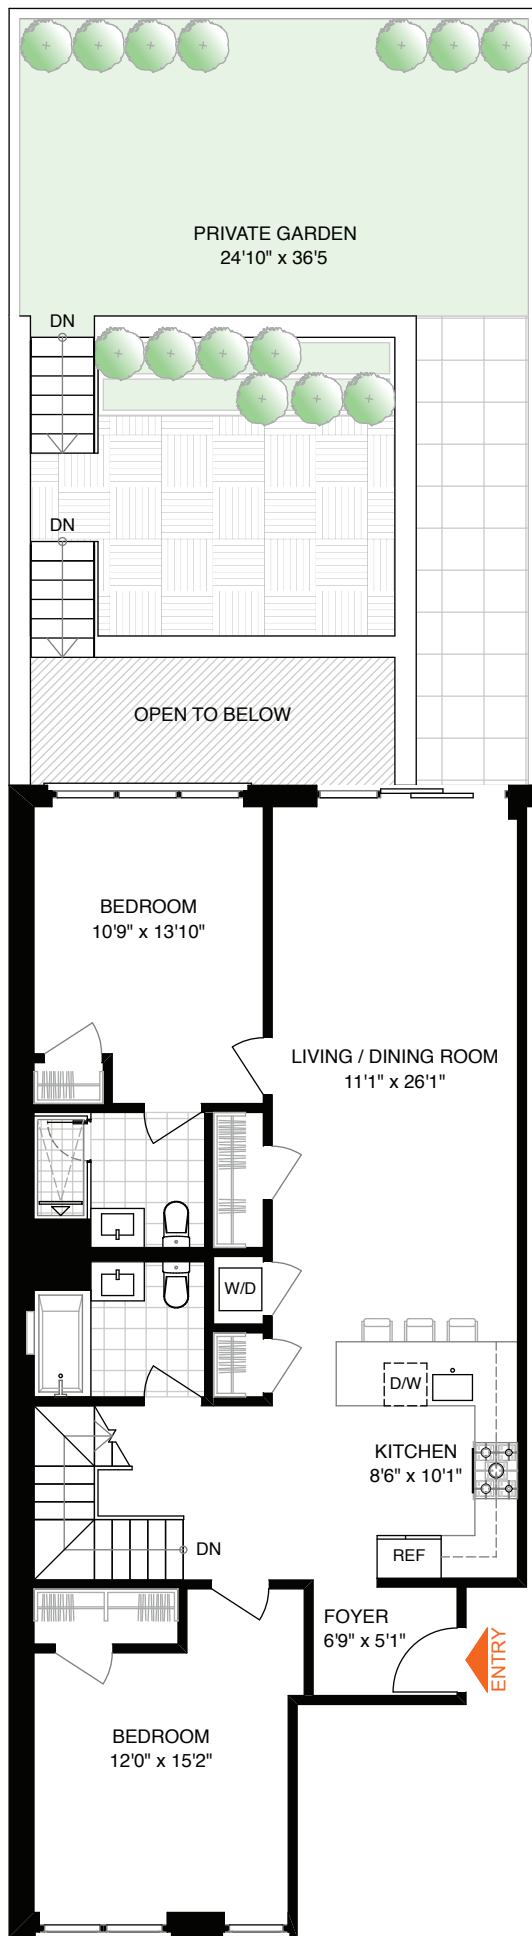 PRIVATE GARDEN
24'10" x 36'5
DN
DN
OPEN TO BELOW
BEDROOM
10'9" x 13'10"
LIVING / DINING ROOM
11'1" x 26'1"
W/D
D/W
KITCHEN
8'6" x 10'1"
DN
REF
FOYER
6'9" x 5'1"
ENTRY
BEDROOM
12'0" x 15'2"